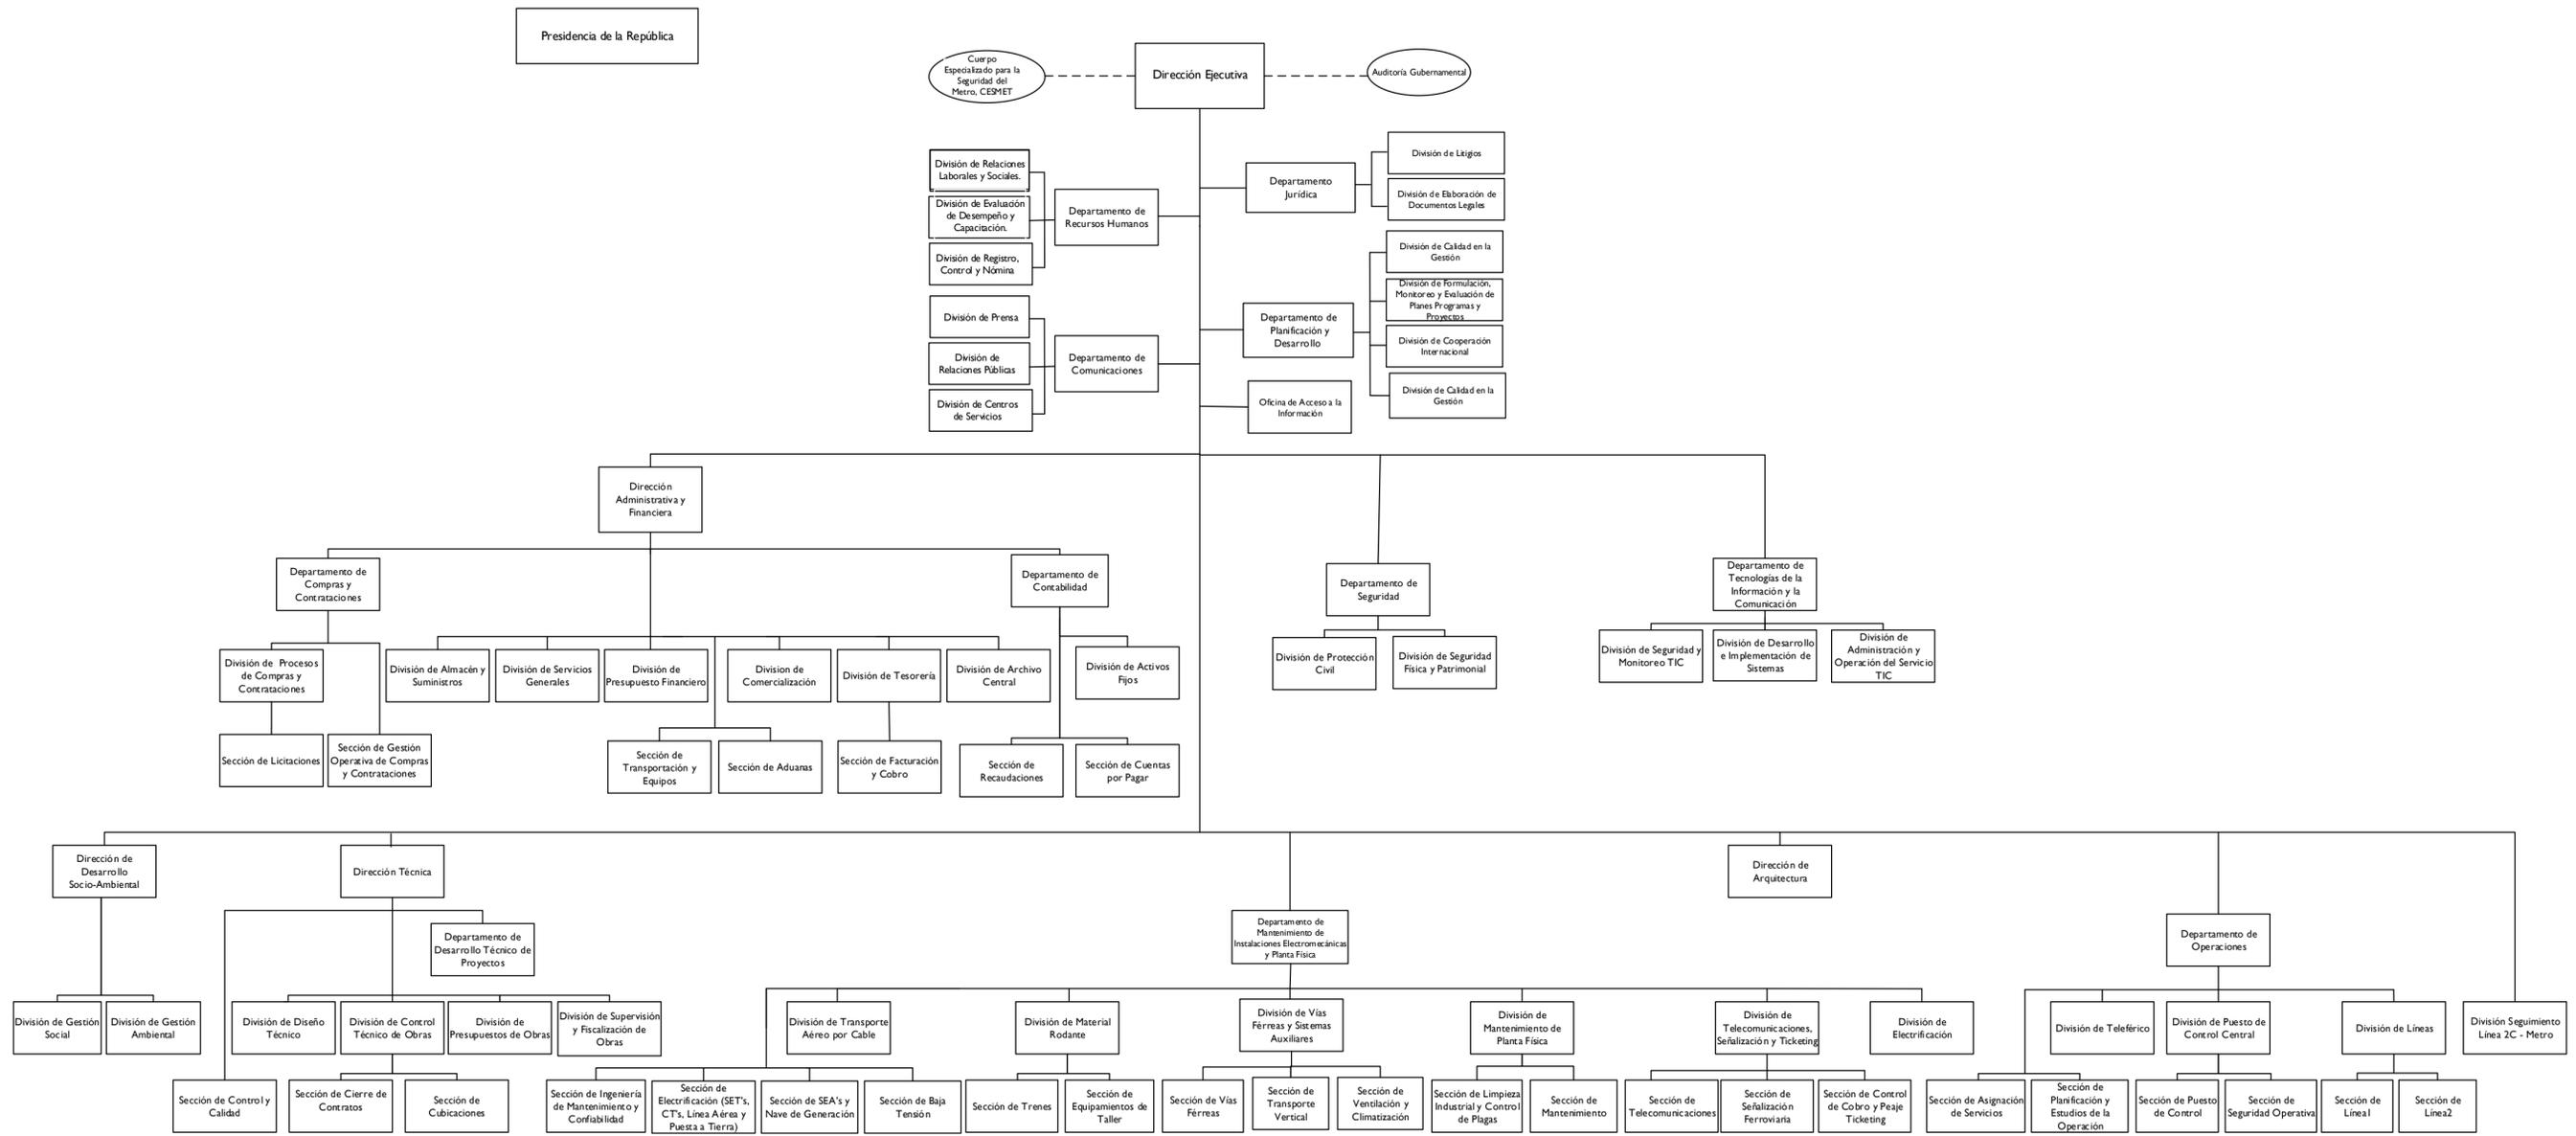 Presidencia de la República
Cuerpo
Especializado para la
Seguridad del
Metro, CESMET
Dirección Ejecutiva
Auditoría Gubernamental
División de Relaciones
Laborales y Sociales.
División de Evaluación
de Desempeño y
Capacitación.
División de Registro,
Control y Nómina
Departamento de
Recursos Humanos
Departamento
Jurídica
División de Litigios
División de Elaboración de
Documentos Legales
División de Prensa
División de
Relaciones Públicas
División de Centros
de Servicios
Departamento de
Comunicaciones
Departamento de
Planificación y
Desarrollo
División de Calidad en la
Gestión
División de Formulación,
Monitoreo y Evaluación de
Planes Programas y
Proyectos
División de Cooperación
Internacional
División de Calidad en la
Gestión
Oficina de Acceso a la
Información
Dirección
Administrativa y
Financiera
Departamento de
Compras y
Contrataciones
Departamento de
Contabilidad
Departamento de
Seguridad
Departamento de
Tecnologías de la
Información y la
Comunicación
División de Procesos
de Compras y
Contrataciones
División de Almacén y
Suministros
División de Servicios
Generales
División de
Presupuesto Financiero
Division de
Comercialización
División de Tesorería
División de Archivo
Central
División de Activos
Fijos
División de Protección
Civil
División de Seguridad
Física y Patrimonial
División de Seguridad y
Monitoreo TIC
División de Desarrollo
e Implementación de
Sistemas
División de
Administración y
Operación del Servicio
TIC
Sección de Licitaciones
Sección de Gestión
Operativa de Compras
y Contrataciones
Sección de
Transportación y
Equipos
Sección de Aduanas
Sección de Facturación
y Cobro
Sección de
Recaudaciones
Sección de Cuentas
por Pagar
Dirección de
Desarrollo
Socio-Ambiental
Dirección Técnica
Dirección de
Arquitectura
Departamento de
Desarrollo Técnico de
Proyectos
Departamento de
Mantenimiento de
Instalaciones Electromecánicas
y Planta Física
Departamento de
Operaciones
División de Gestión
Social
División de Gestión
Ambiental
División de Diseño
Técnico
División de Control
Técnico de Obras
División de
Presupuestos de Obras
División de Supervisión
y Fiscalización de
Obras
División de Transporte
Aéreo por Cable
División de Material
Rodante
División de Vías
Férreas y Sistemas
Auxiliares
División de
Mantenimiento de
Planta Física
División de
Telecomunicaciones,
Señalización y Ticketing
División de
Electrificación
División de Teleférico
División de Puesto de
Control Central
División de Líneas
División Seguimiento
Línea 2C - Metro
Sección de Control y
Calidad
Sección de Cierre de
Contratos
Sección de
Cubicaciones
Sección de Ingeniería
de Mantenimiento y
Confiabilidad
Sección de
Electrificación (SET's,
CT's, Línea Aérea y
Puesta a Tierra)
Sección de SEA's y
Nave de Generación
Sección de Baja
Tensión
Sección de Trenes
Sección de
Equipamientos de
Taller
Sección de Vías
Férreas
Sección de
Transporte
Vertical
Sección de
Ventilación y
Climatización
Sección de Limpieza
Industrial y Control
de Plagas
Sección de
Mantenimiento
Sección de
Telecomunicaciones
Sección de
Señalización
Ferroviaria
Sección de Control
de Cobro y Peaje
Ticketing
Sección de Asignación
de Servicios
Sección de
Planificación y
Estudios de la
Operación
Sección de Puesto
de Control
Sección de
Seguridad Operativa
Sección de
Línea1
Sección de
Línea2